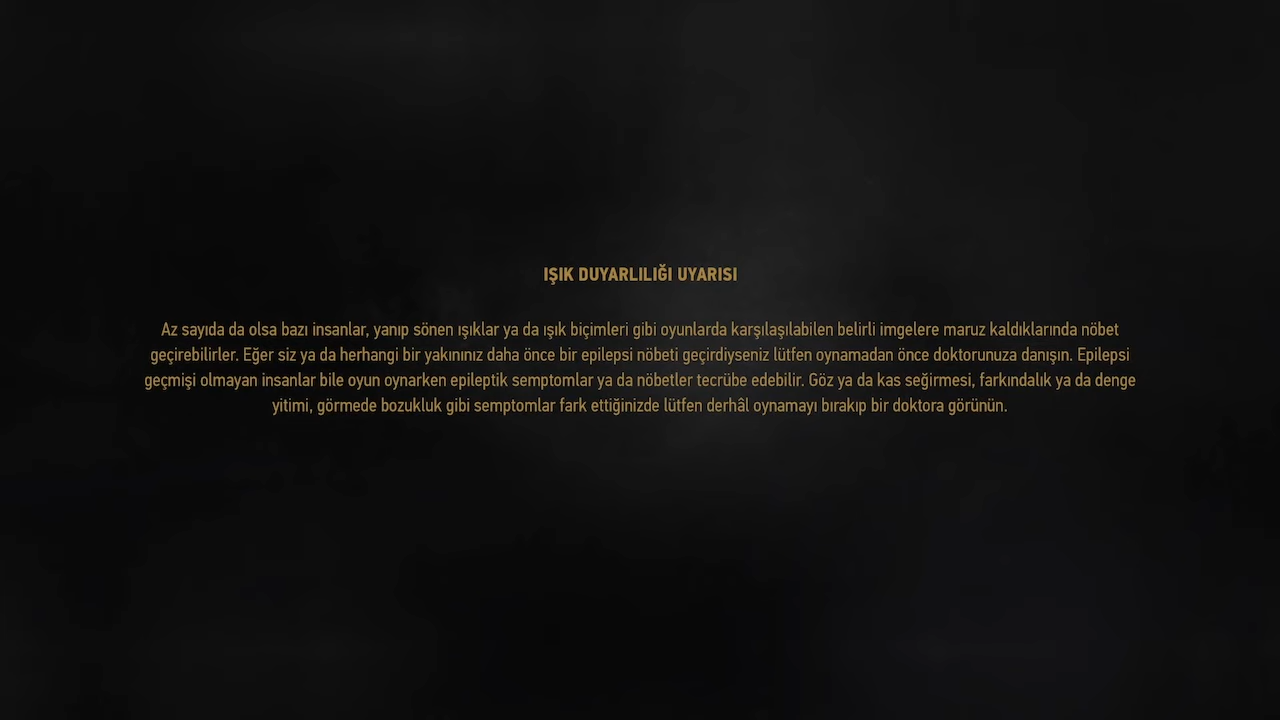 IŞIK DUYARLILIĞI UYARISI
Az sayıda da olsa bazı insanlar, yanıp sönen ışıklar ya da ışık biçimleri gibi oyunlarda karşılaşılabilen belirli imgelere maruz kaldıklarında nöbet
geçirebilirler. Eğer siz ya da herhangi bir yakınınız daha önce bir epilepsi nöbeti geçirdiyseniz lütfen oynamadan önce doktorunuza danışın. Epilepsi
geçmişi olmayan insanlar bile oyun oynarken epileptik semptomlar ya da nöbetler tecrübe edebilir. Göz ya da kas seğirmesi, farkındalık ya da denge
yitimi, görmede bozukluk gibi semptomlar fark ettiğinizde lütfen derhâl oynamayı bırakıp bir doktora görünün.